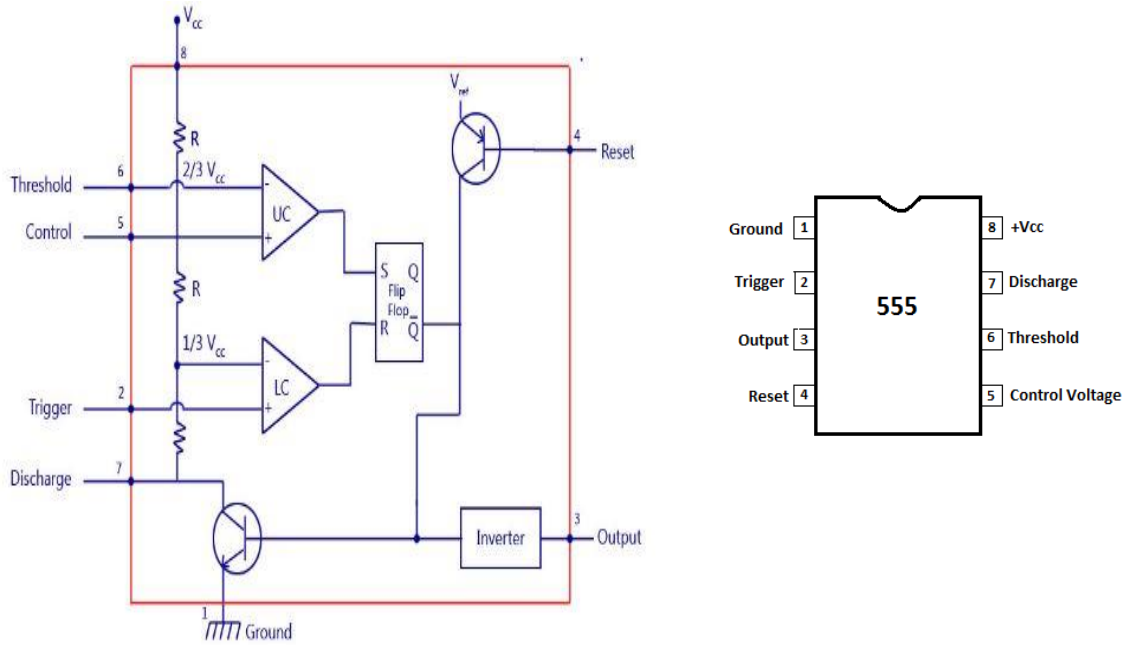 Vcc
8
R
Threshold
6
2/3 Vcc
-
UC
+
Control
5
R
1/3 Vcc
-
LC
+
Trigger
2
Discharge
7
S Q
Flip
Flop
R Q̅
Vref
4
Reset
Inverter
3
Output
1
Ground
555
Ground 1
Trigger 2
Output 3
Reset 4
8 +Vcc
7 Discharge
6 Threshold
5 Control Voltage